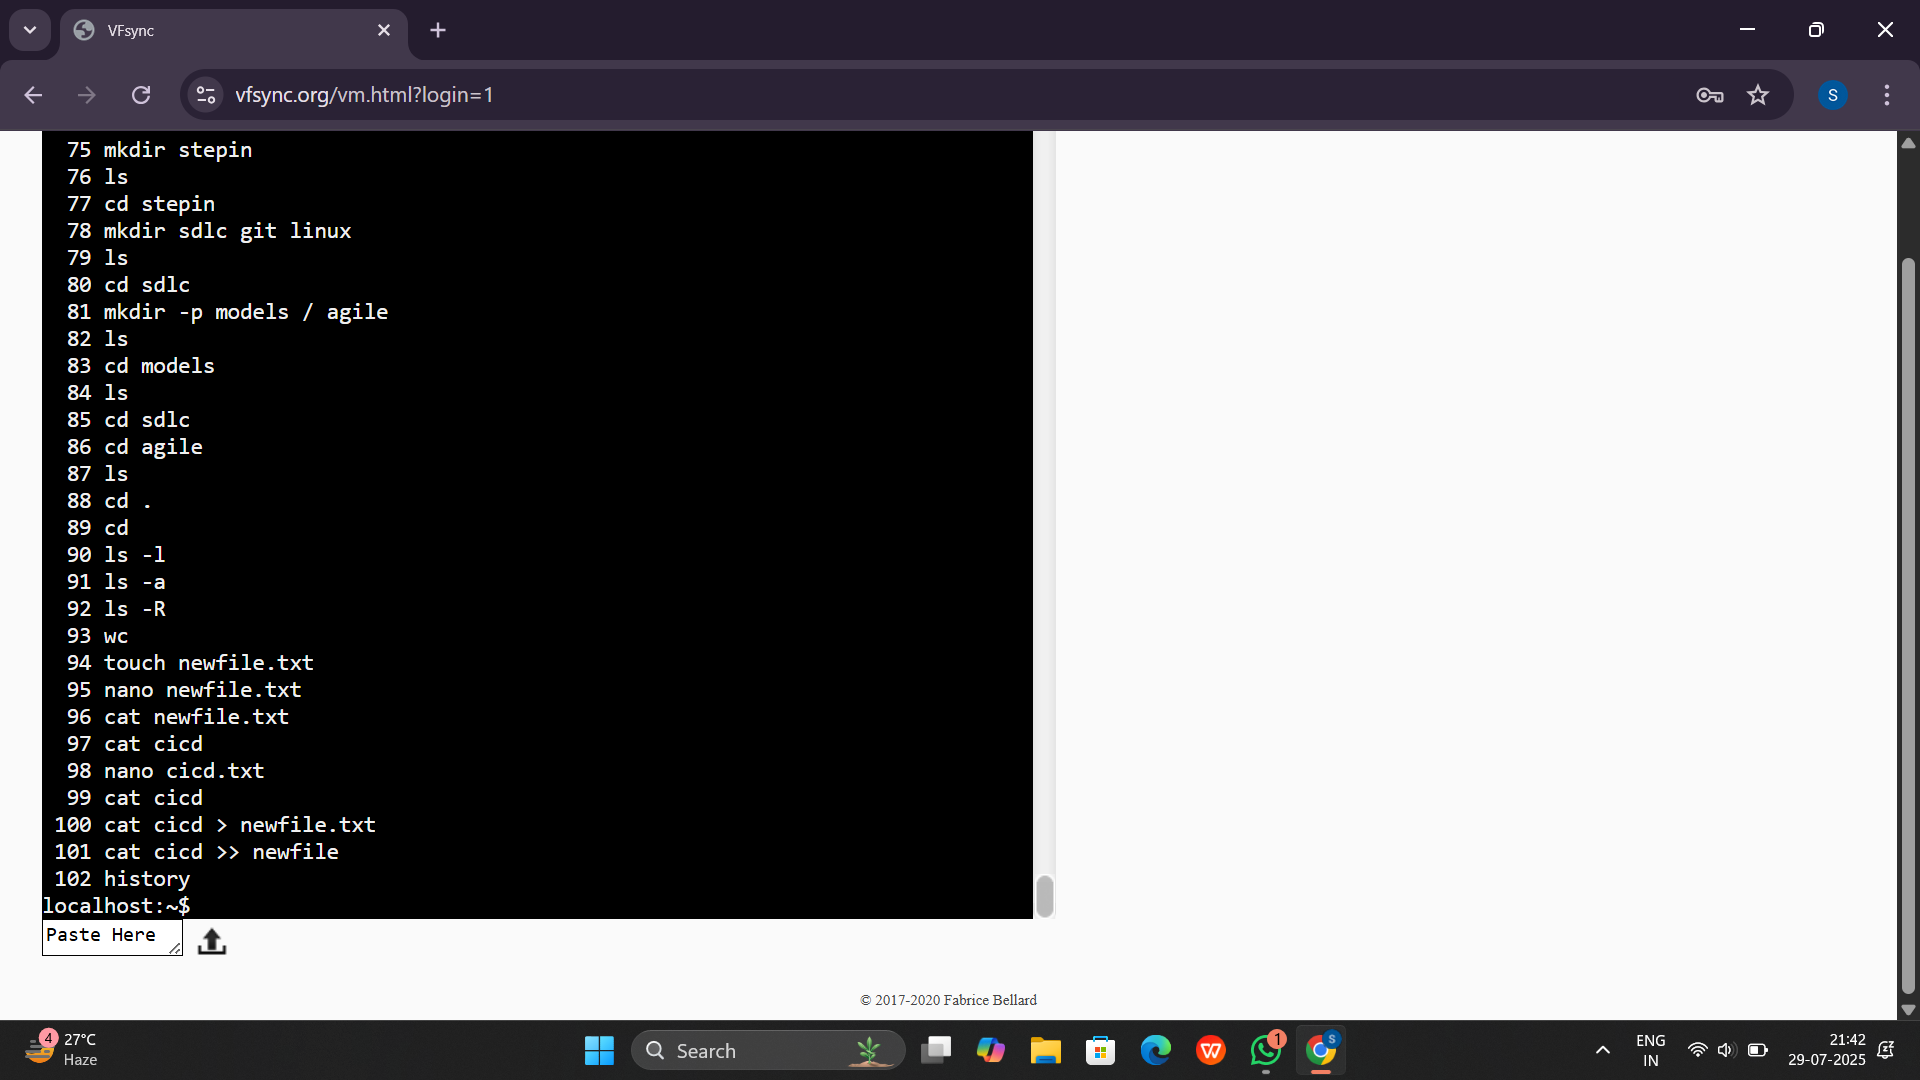 VFsync
vfsync.org/vm.html?login=1
S
75 mkdir stepin
76 ls
77 cd stepin
78 mkdir sdlc git linux
79 ls
80 cd sdlc
81 mkdir -p models / agile
82 ls
83 cd models
84 ls
85 cd sdlc
86 cd agile
87 ls
88 cd .
89 cd
90 ls -l
91 ls -a
92 ls -R
93 wc
94 touch newfile.txt
95 nano newfile.txt
96 cat newfile.txt
97 cat cicd
98 nano cicd.txt
99 cat cicd
100 cat cicd > newfile.txt
101 cat cicd >> newfile
102 history
localhost:~$
Paste Here
© 2017-2020 Fabrice Bellard
4
27°C
Haze
Search
W
1
S
ENG
IN
21:42
29-07-2025